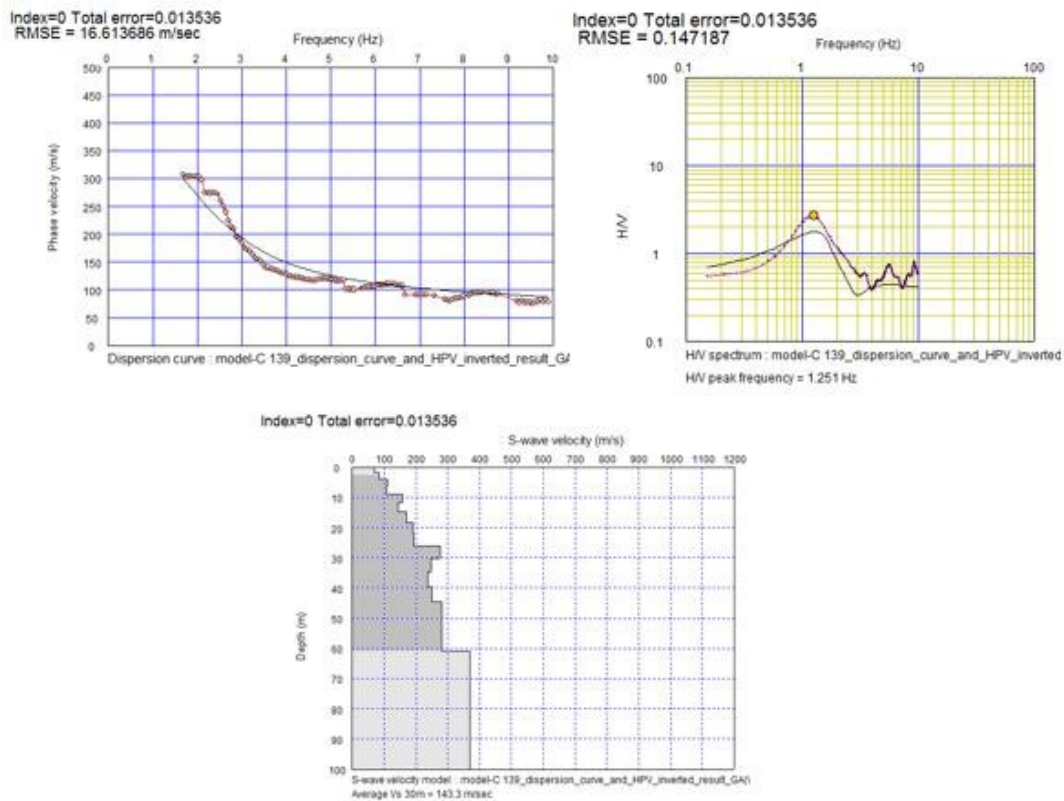 Index=0 Total error=0.013536
RMSE = 16.613686 m/sec
Frequency (Hz)
0 1 2 3 4 5 6 7 8 9 10
500
450
400
350
300
250
200
150
100
50
0
Phase velocity (m/s)
Dispersion curve : model-C 139_dispersion_curve_and_HPV_inverted_result_GA
Index=0 Total error=0.013536
RMSE = 0.147187
Frequency (Hz)
0.1 1 10 100
100
10
1
0.1
H/V
H/V spectrum : model-C 139_dispersion_curve_and_HPV_inverted
H/V peak frequency = 1.251 Hz
Index=0 Total error=0.013536
S-wave velocity (m/s)
0 100 200 300 400 500 600 700 800 900 1000 1100 1200
0
10
20
30
40
50
60
70
80
90
100
Depth (m)
S-wave velocity model : model-C 139_dispersion_curve_and_HPV_inverted_result_GA(
Average Vs 30m = 143.3 m/sec